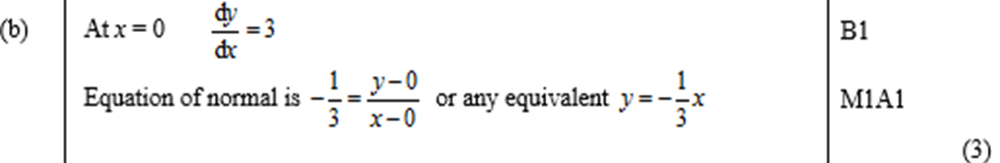 (b) At x = 0 dy/dx = 3 B1
Equation of normal is -1/3 = y-0/x-0 or any equivalent y = -1/3 x M1A1
(3)